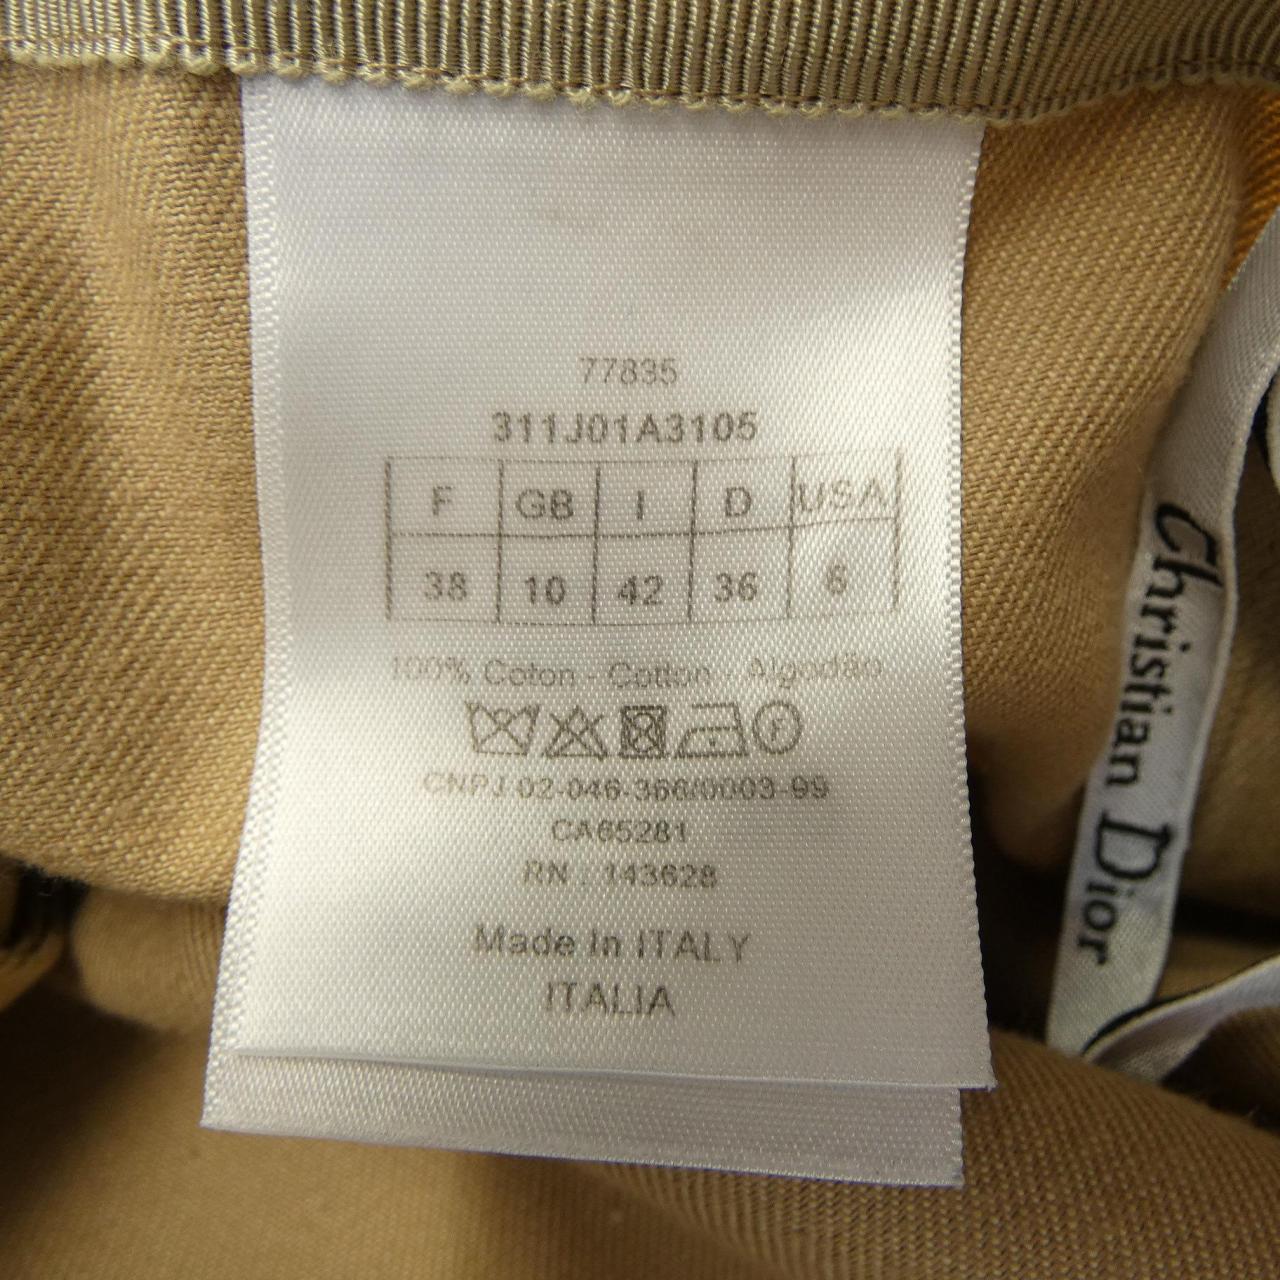 77835
311J01A3105
F GB I D USA
38 10 42 36 6
100% Coton - Cotton - Algodão
F
CNPJ 02-046-366/0003-99
CA65281
RN : 143628
Made In ITALY
ITALIA
Christian Dior